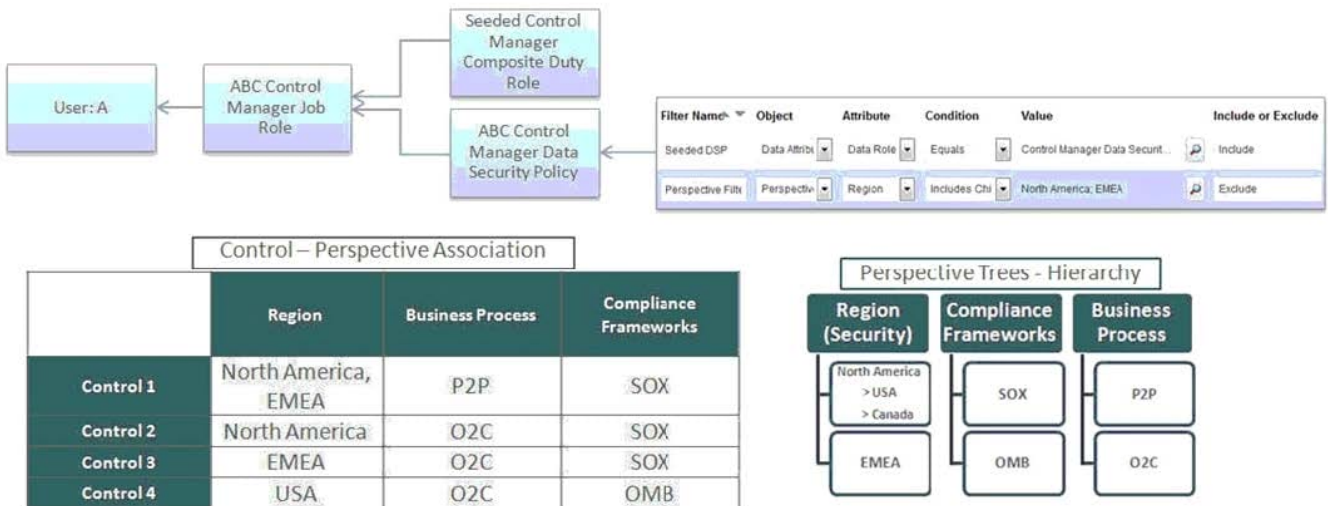 Seeded Control
Manager
Composite Duty
Role
User: A
ABC Control
Manager Job
Role
ABC Control
Manager Data
Security Policy
Filter Name Object Attribute Condition Value Include or Exclude
Seeded DSP Data Attribu Data Role Equals Control Manager Data Securit... Include
Perspective Filte Perspectiv Region Includes Chi North America; EMEA Exclude
Control – Perspective Association
Region Business Process Compliance
Frameworks
Control 1 North America,
EMEA P2P SOX
Control 2 North America O2C SOX
Control 3 EMEA O2C SOX
Control 4 USA O2C OMB
Perspective Trees - Hierarchy
Region
(Security)
Compliance
Frameworks
Business
Process
North America
> USA
> Canada
SOX
P2P
EMEA
OMB
O2C